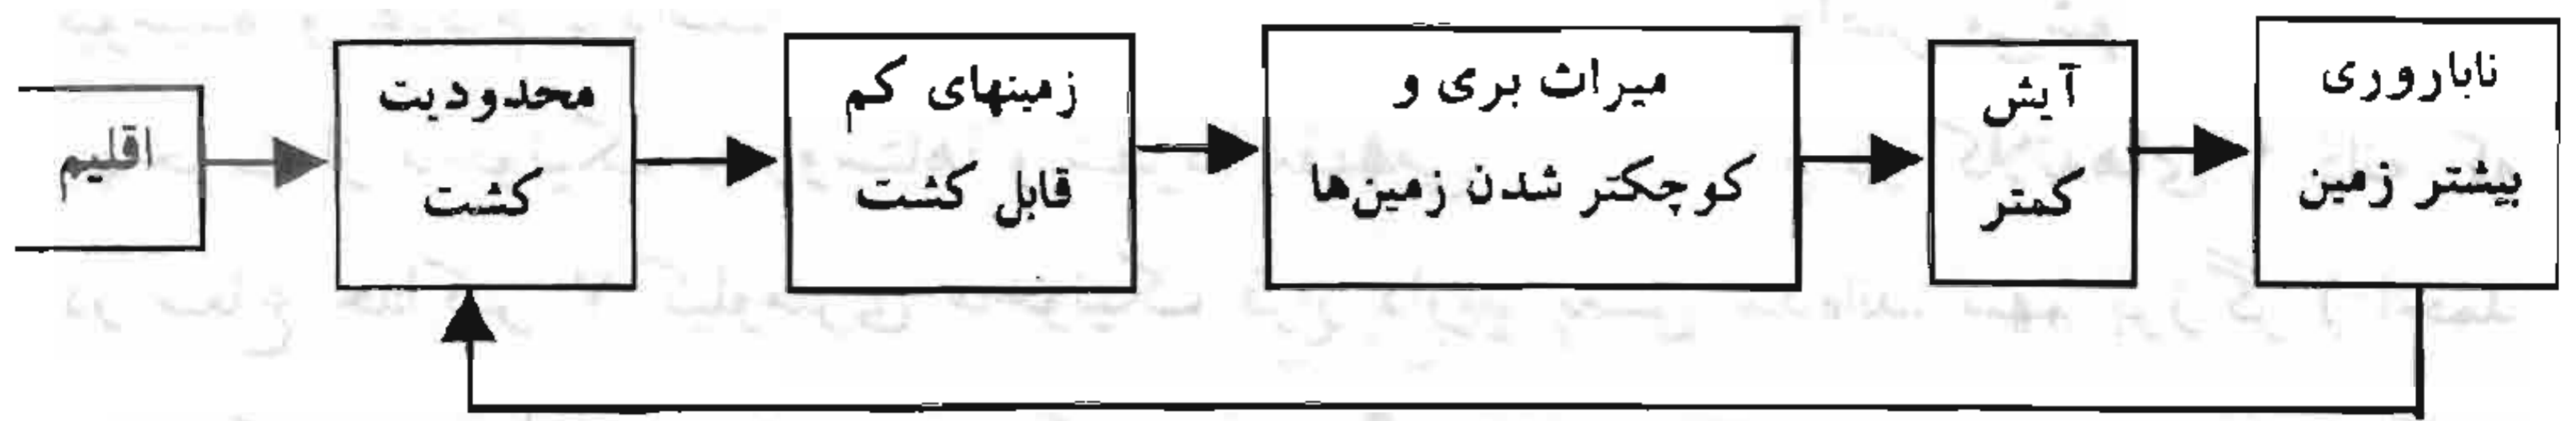 اقلیم
محدودیت
کشت
زمینهای کم
قابل کشت
میراث بری و
کوچکتر شدن زمین‌ها
آیش
کمتر
ناباروری
بیشتر زمین